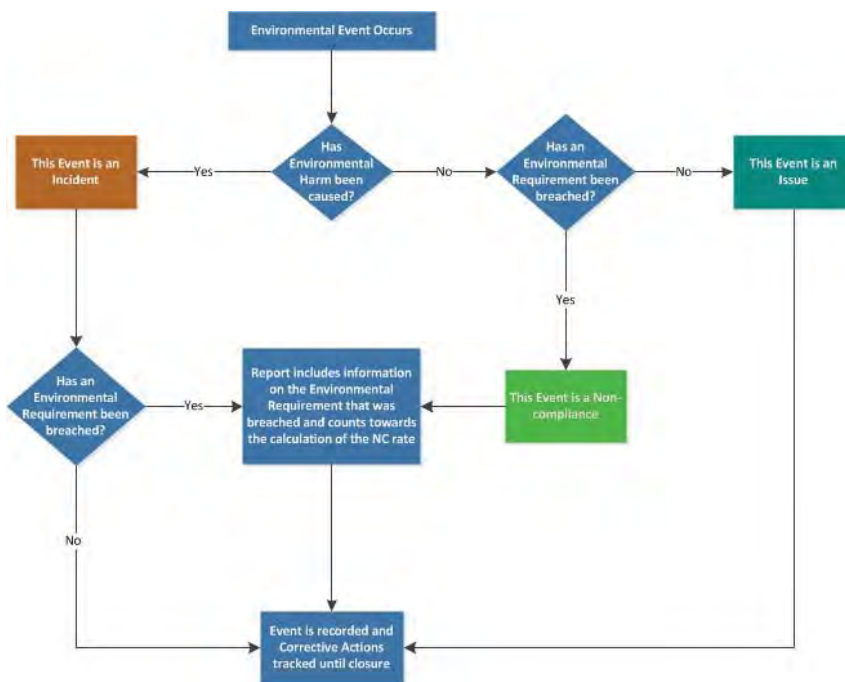 Environmental Event Occurs
Has
Environmental
Harm been
caused?
Has an
Environmental
Requirement been
breached?
This Event is an
Incident
Yes
No
No
This Event is an
Issue
Yes
Has an
Environmental
Requirement been
breached?
Yes
Report includes information
on the Environmental
Requirement that was
breached and counts towards
the calculation of the NC rate
This Event is a Non-
compliance
No
Event is recorded and
Corrective Actions
tracked until closure